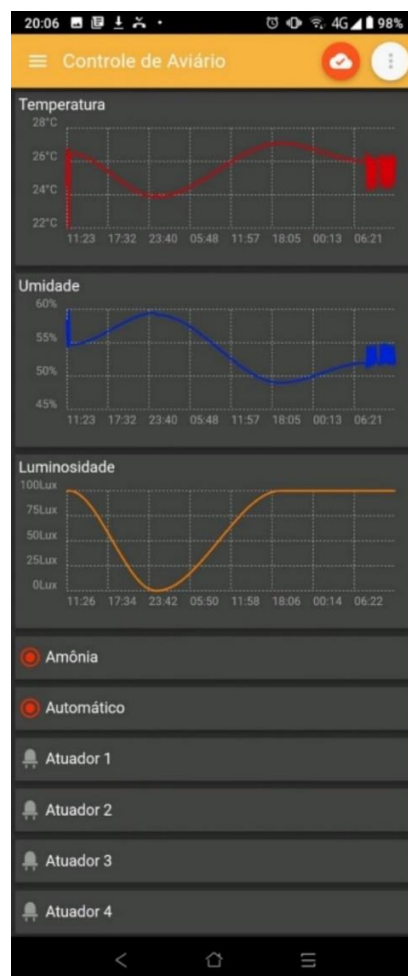 20:06 4G 98%
Controle de Aviário
Temperatura
28°C
26°C
24°C
22°C
11:23 17:32 23:40 05:48 11:57 18:05 00:13 06:21
Umidade
60%
55%
50%
45%
11:23 17:32 23:40 05:48 11:57 18:05 00:13 06:21
Luminosidade
100Lux
75Lux
50Lux
25Lux
0Lux
11:26 17:34 23:42 05:50 11:58 18:06 00:14 06:22
Amônia
Automático
Atuador 1
Atuador 2
Atuador 3
Atuador 4